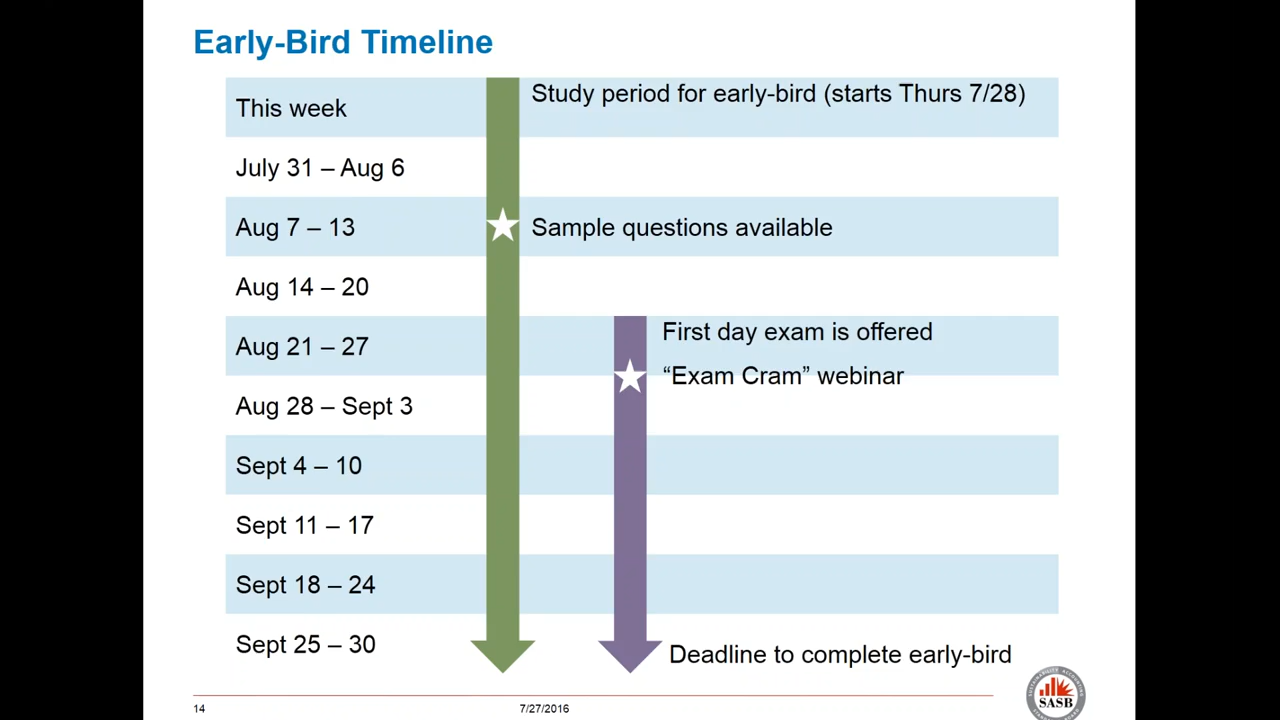 Early-Bird Timeline
This week
Study period for early-bird (starts Thurs 7/28)
July 31 – Aug 6
Aug 7 – 13
Sample questions available
Aug 14 – 20
Aug 21 – 27
First day exam is offered
“Exam Cram” webinar
Aug 28 – Sept 3
Sept 4 – 10
Sept 11 – 17
Sept 18 – 24
Sept 25 – 30
Deadline to complete early-bird
14
7/27/2016
SASB